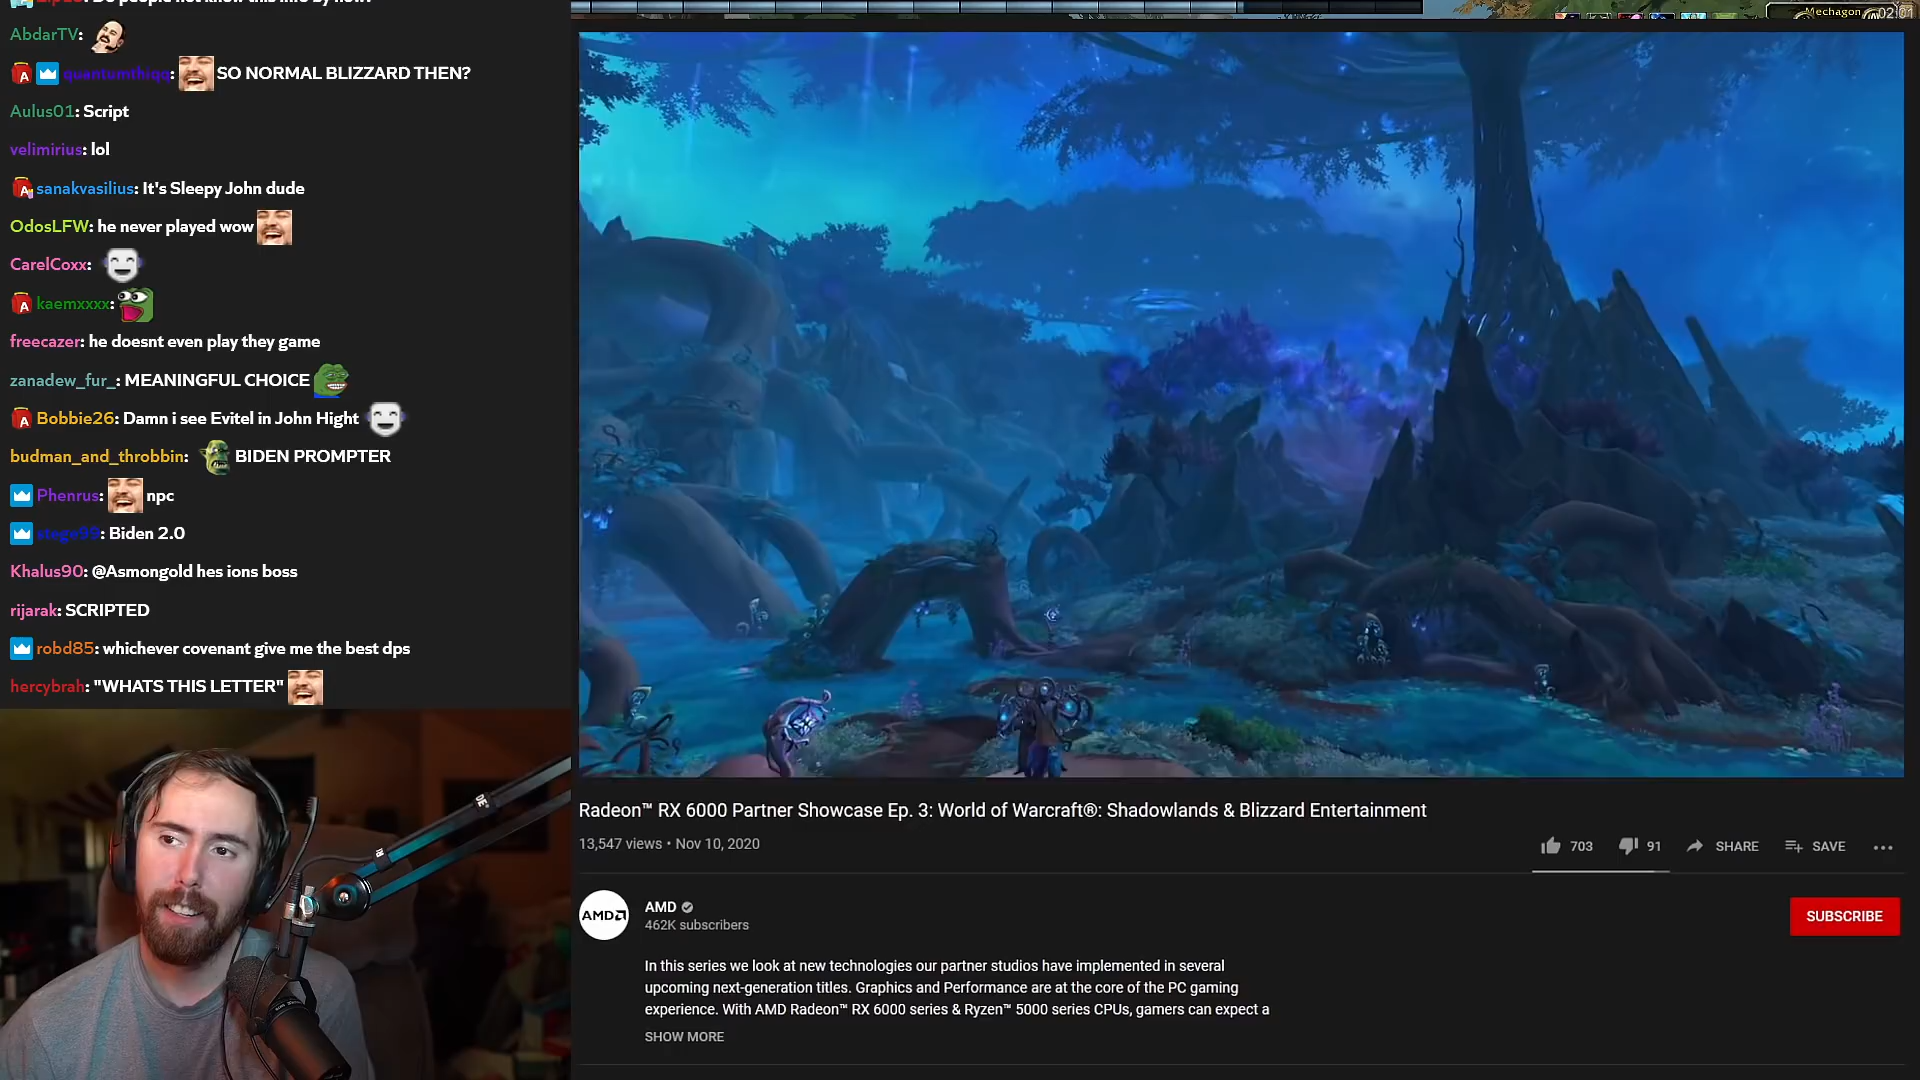 AbdarTV:
quantumthiqq: SO NORMAL BLIZZARD THEN?
Aulus01: Script
velimirius: lol
sanakvasilius: It's Sleepy John dude
OdosLFW: he never played wow
CarelCoxx:
kaemxxxx:
freecazer: he doesnt even play they game
zanadew_fur_: MEANINGFUL CHOICE
Bobbie26: Damn i see Evitel in John Hight
budman_and_throbbin: BIDEN PROMPTER
Phenrus: npc
Biden 2.0
Khalus90: @Asmongold hes ions boss
rijarak: SCRIPTED
robd85: whichever covenant give me the best dps
hercybrah: "WHATS THIS LETTER"
Mechagon 02:01
Radeon™ RX 6000 Partner Showcase Ep. 3: World of Warcraft®: Shadowlands & Blizzard Entertainment
13,547 views • Nov 10, 2020
703 91 SHARE SAVE
AMD
AMD
462K subscribers
SUBSCRIBE
In this series we look at new technologies our partner studios have implemented in several
upcoming next-generation titles. Graphics and Performance are at the core of the PC gaming
experience. With AMD Radeon™ RX 6000 series & Ryzen™ 5000 series CPUs, gamers can expect a
SHOW MORE